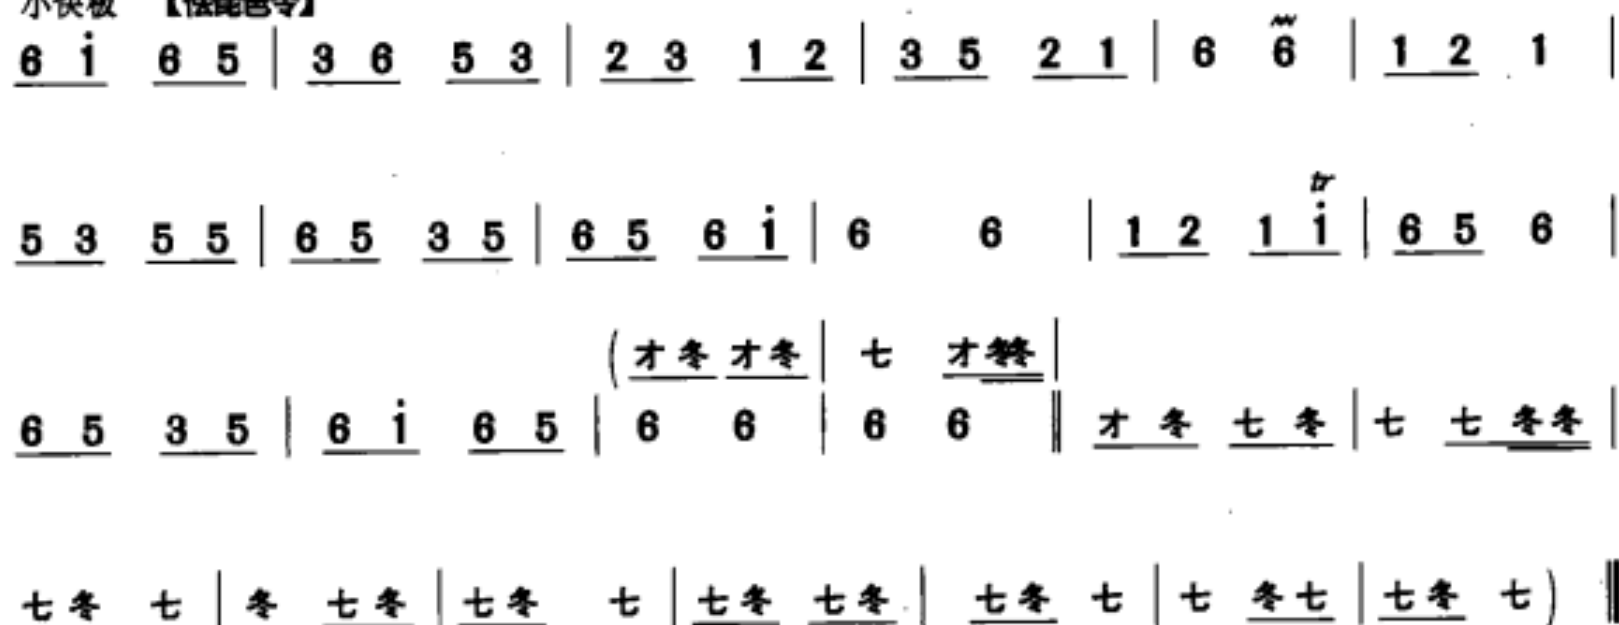 小快板
6 i̇ 6 5 | 3 6 5 3 | 2 3 1 2 | 3 5 2 1 | 6 6 | 1 2 1 |
tr
5 3 5 5 | 6 5 3 5 | 6 5 6 i̇ | 6 6 | 1 2 1 i̇ | 6 5 6 |
( 才 冬 才 冬 | 七 才 冬冬 |
6 5 3 5 | 6 i̇ 6 5 | 6 6 | 6 6 ‖ 才 冬 七 冬 | 七 七 冬冬 |
七 冬 七 | 冬 七 冬 | 七 冬 七 | 七 冬 七 冬 | 七 冬 七 | 七 冬 七 | 七 冬 七 ) ‖